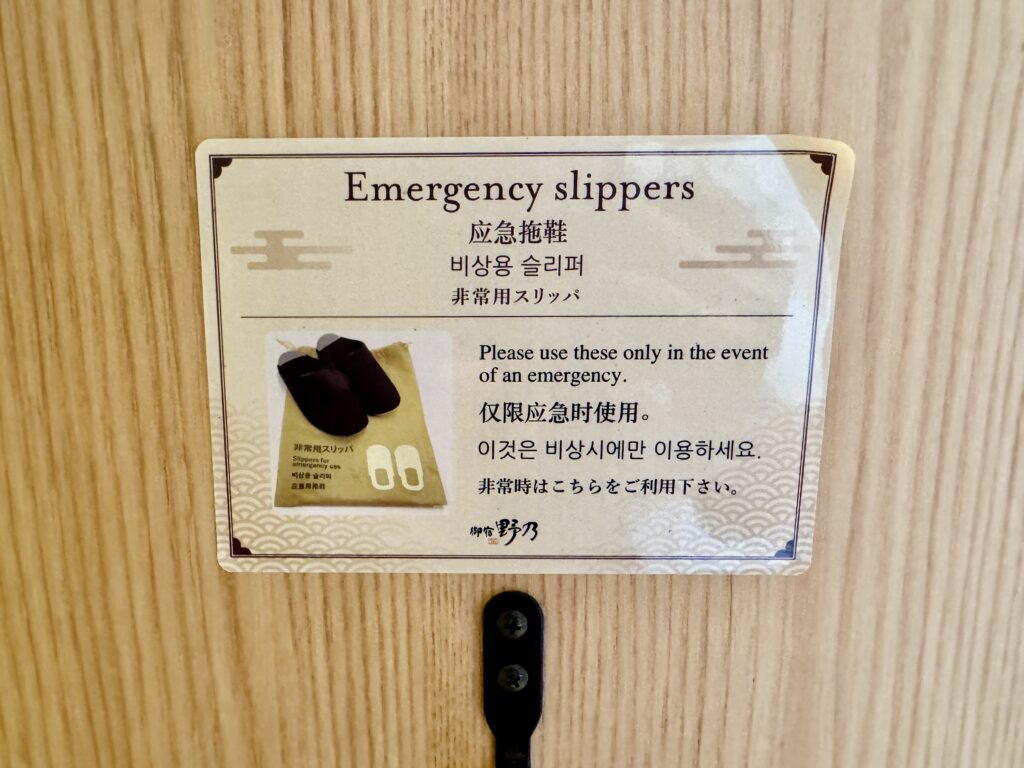 Emergency slippers
应急拖鞋
비상용 슬리퍼
非常用スリッパ
Please use these only in the event
of an emergency.
仅限应急时使用。
이것은 비상시에만 이용하세요.
非常時はこちらをご利用下さい。
非常用スリッパ
Slippers for
emergency use
비상용 슬리퍼
应急用拖鞋
御宿 野乃